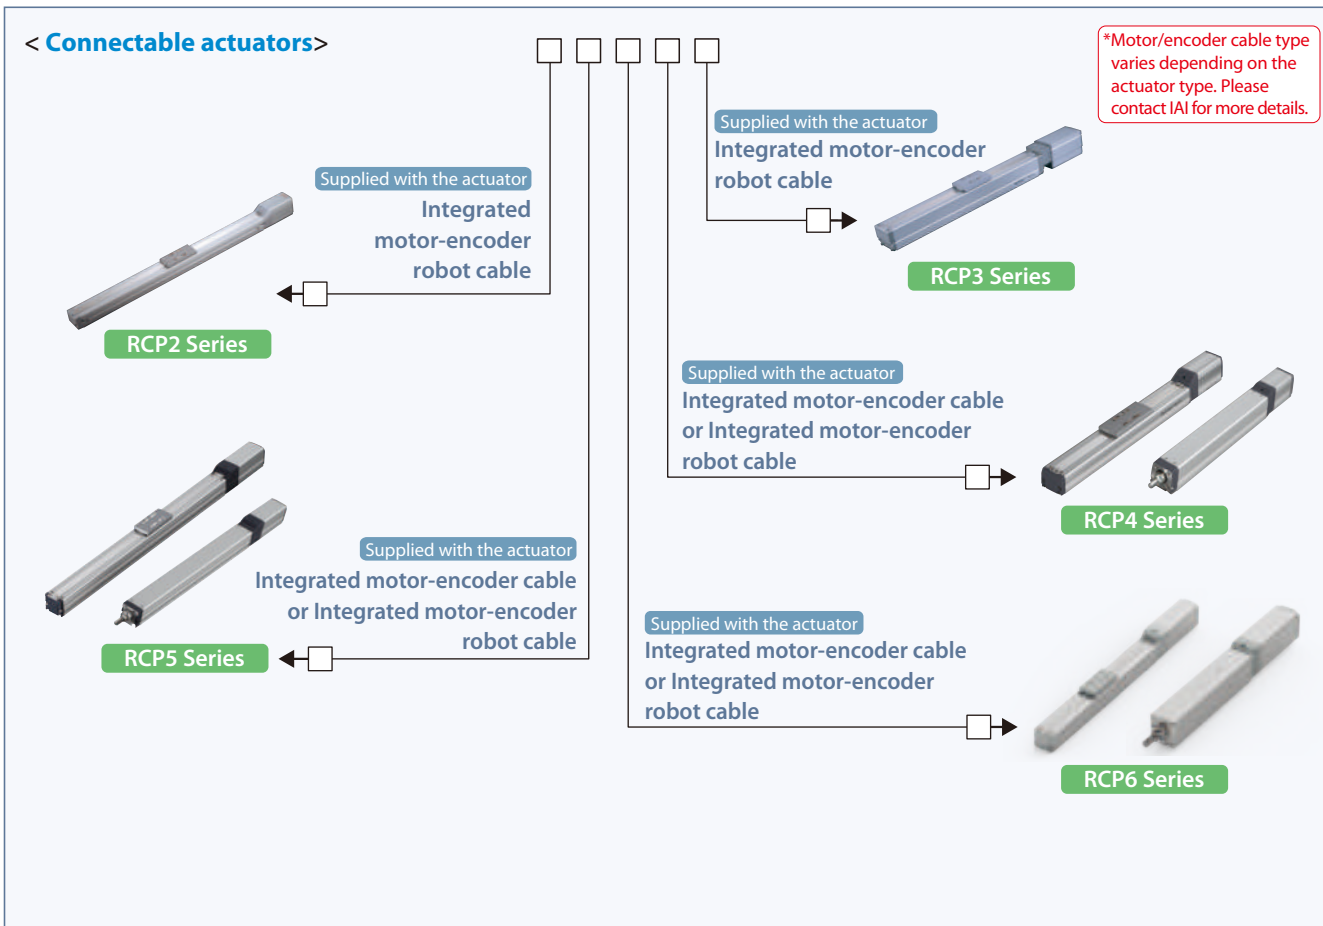 < Connectable actuators>
*Motor/encoder cable type
varies depending on the
actuator type. Please
contact IAI for more details.
Supplied with the actuator
Integrated motor-encoder
robot cable
RCP3 Series
Supplied with the actuator
Integrated
motor-encoder
robot cable
RCP2 Series
Supplied with the actuator
Integrated motor-encoder cable
or Integrated motor-encoder
robot cable
RCP4 Series
Supplied with the actuator
Integrated motor-encoder cable
or Integrated motor-encoder
robot cable
RCP5 Series
Supplied with the actuator
Integrated motor-encoder cable
or Integrated motor-encoder
robot cable
RCP6 Series